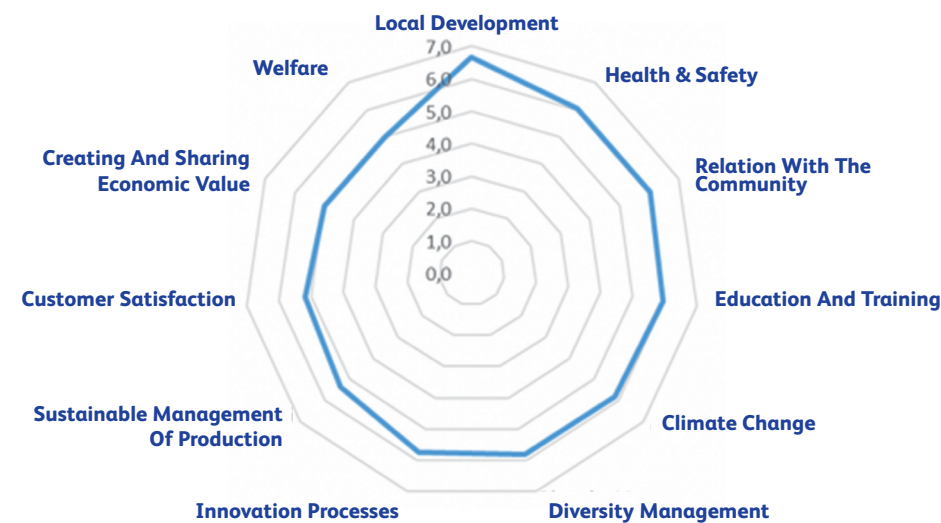 Local Development
7,0
Welfare
Health & Safety
6,0
5,0
4,0
Creating And Sharing
Economic Value
Relation With The
Community
3,0
2,0
1,0
0,0
Customer Satisfaction
Education And Training
Sustainable Management
Of Production
Climate Change
Innovation Processes
Diversity Management